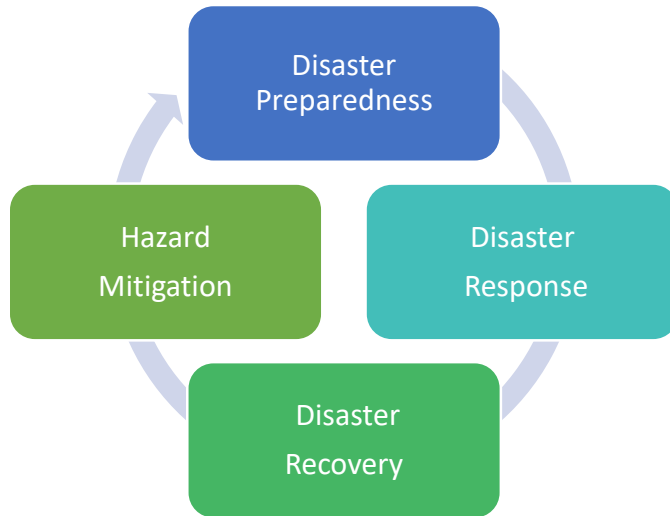 Disaster
Preparedness
Hazard
Mitigation
Disaster
Response
Disaster
Recovery